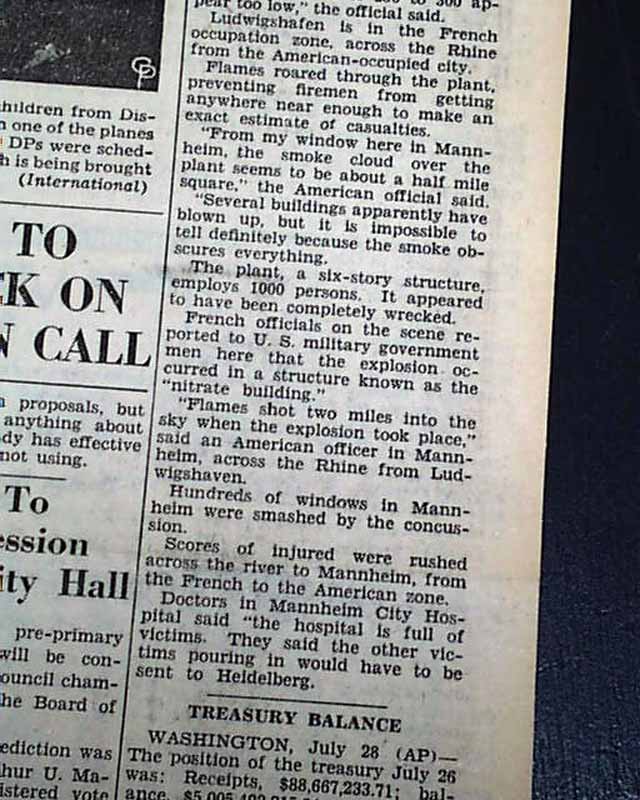 CP
children from Dis-
one of the planes
DPs were sched-
is being brought
(International)
TO
CK ON
CALL
proposals, but
anything about
dy has effective
not using.
To
ession
ity Hall
pre-primary
will be con-
ouncil cham-
he Board of
ediction was
hur U. Ma-
istered vote
to 300 ap-
pear too low," the official said.
Ludwigshafen is in the French
occupation zone, across the Rhine
from the American-occupied city.
Flames roared through the plant,
preventing firemen from getting
anywhere near enough to make an
exact estimate of casualties.
"From my window here in Mann-
heim, the smoke cloud over the
plant seems to be about a half mile
square," the American official said.
"Several buildings apparently have
blown up, but it is impossible to
tell definitely because the smoke ob-
scures everything.
The plant, a six-story structure,
employs 1000 persons. It appeared
to have been completely wrecked.
French officials on the scene re-
ported to U. S. military government
men here that the explosion oc-
curred in a structure known as the
"nitrate building."
"Flames shot two miles into the
sky when the explosion took place,"
said an American officer in Mann-
heim, across the Rhine from Lud-
wigshaven.
Hundreds of windows in Mann-
heim were smashed by the concus-
sion.
Scores of injured were rushed
across the river to Mannheim, from
the French to the American zone.
Doctors in Mannheim City Hos-
pital said "the hospital is full of
victims. They said the other vic-
tims pouring in would have to be
sent to Heidelberg.
TREASURY BALANCE
WASHINGTON, July 28 (AP)—
The position of the treasury July 26
was: Receipts, $88,667,233.71; bal-
ance,